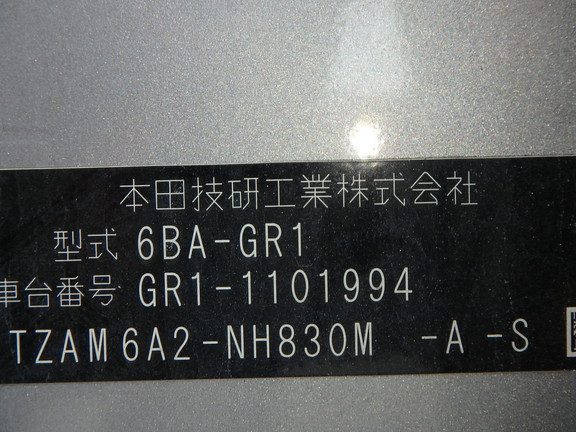 本田技研工業株式会社
型式 6BA-GR1
車台番号 GR1-1101994
TZAM6A2-NH830M -A-S